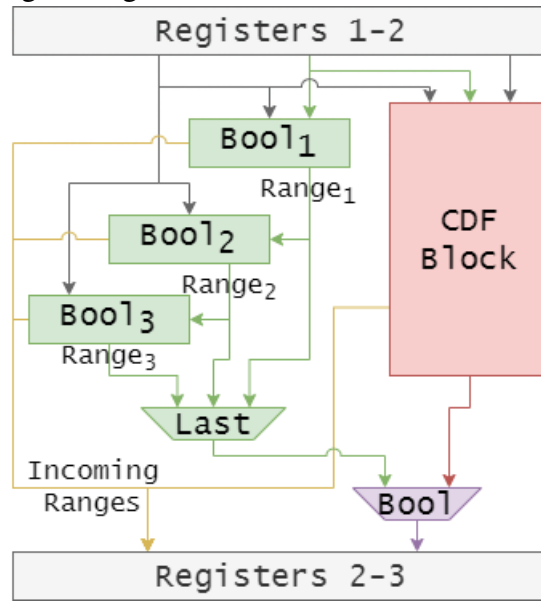 Registers 1-2
Bool1
Range1
CDF
Block
Bool2
Range2
Bool3
Range3
Last
Incoming
Ranges
Bool
Registers 2-3